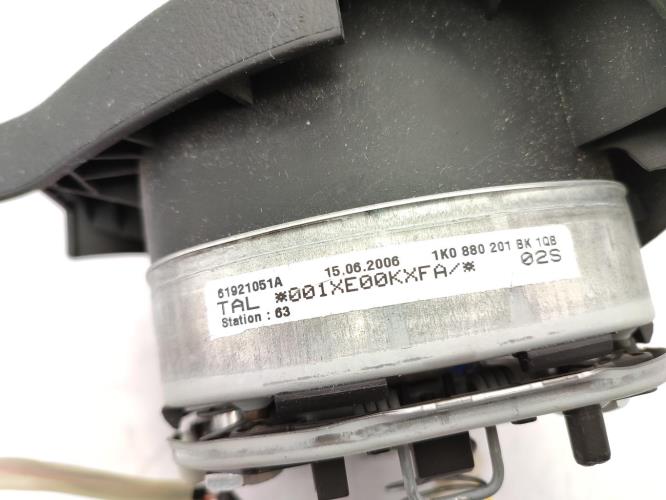 61921051A 15.06.2006 1K0 880 201 BK 1QB
TAL *001XE00KXFA/* 02S
Station : 63